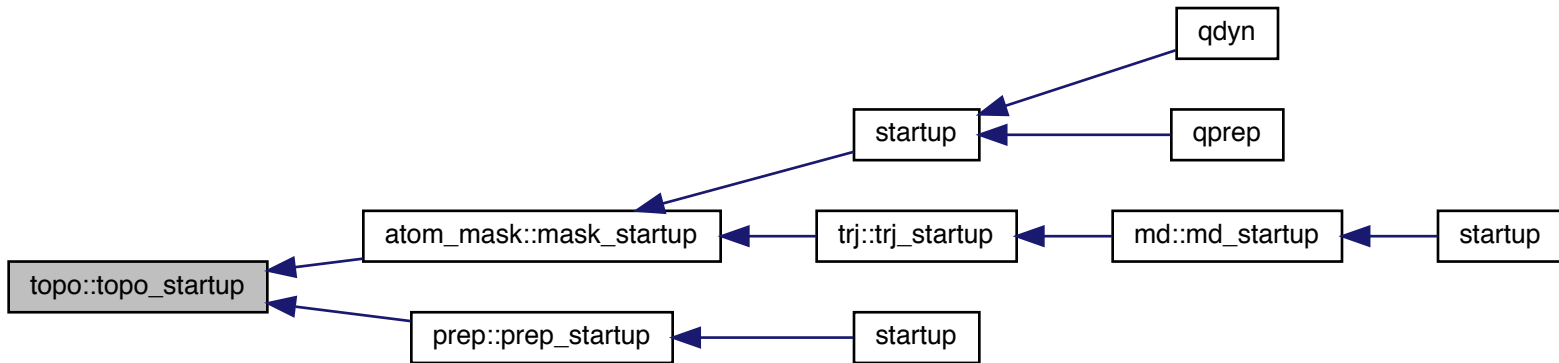 qdyn
startup
qprep
atom_mask::mask_startup
trj::trj_startup
md::md_startup
startup
topo::topo_startup
prep::prep_startup
startup